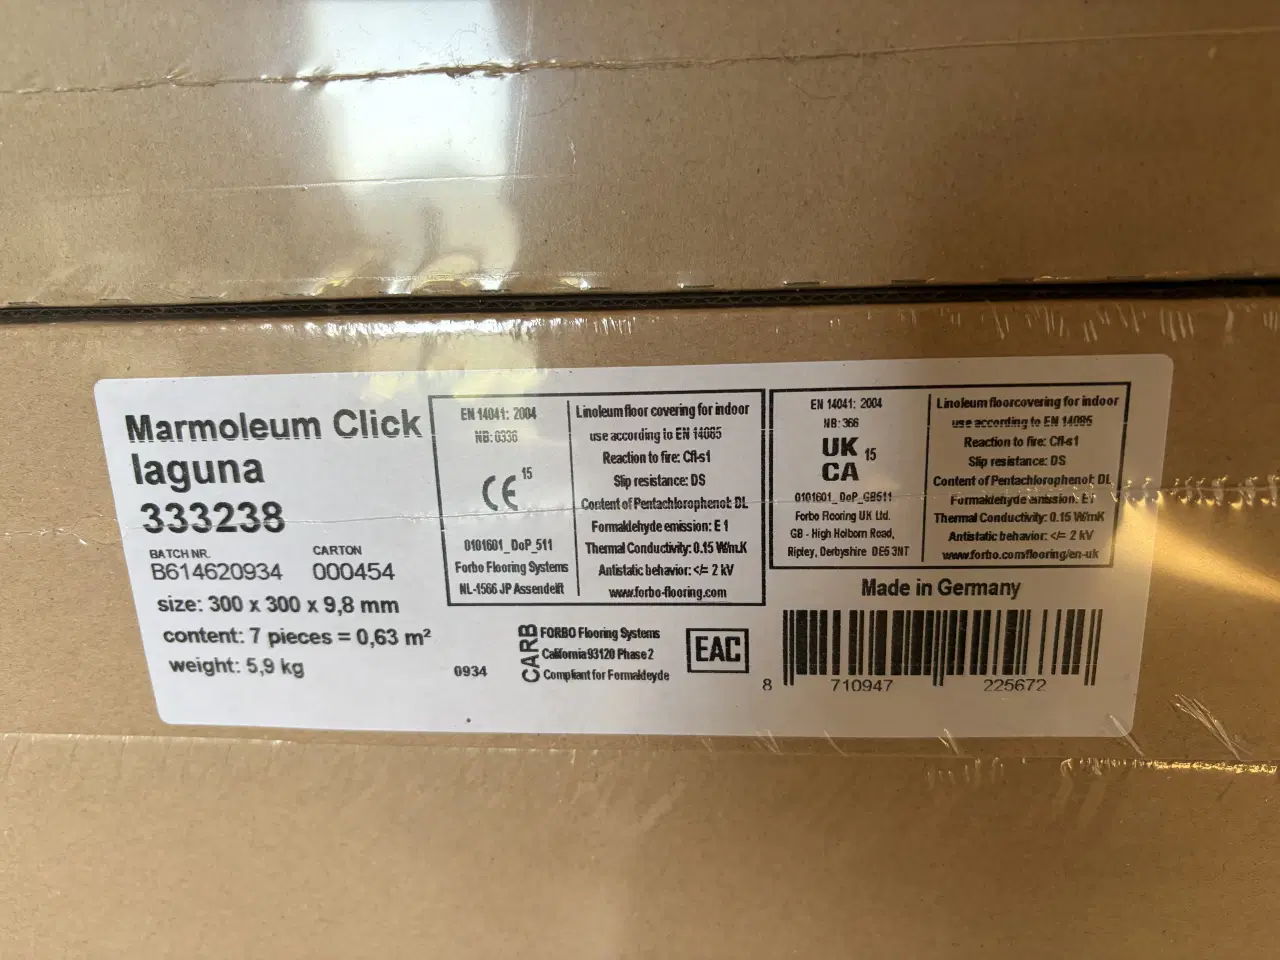 Marmoleum Click
laguna
333238
BATCH NR.
CARTON
B614620934
000454
size: 300 x 300 x 9,8 mm
content: 7 pieces = 0,63 m²
weight: 5,9 kg
0934
EN 14041: 2004
NB: 0336
CE 15
0101601_DoP_511
Forbo Flooring Systems
NL-1566 JP Assendelft
Linoleum floor covering for indoor
use according to EN 14085
Reaction to fire: Cfl-s1
Slip resistance: DS
Content of Pentachlorophenol: DL
Formaldehyde emission: E 1
Thermal Conductivity: 0.15 W/m.K
Antistatic behavior: </= 2 kV
www.forbo-flooring.com
EN 14041: 2004
NB: 366
UK
CA 15
0101601_DoP_GB511
Forbo Flooring UK Ltd.
GB - High Holborn Road,
Ripley, Derbyshire DE5 3NT
Linoleum floorcovering for indoor
use according to EN 14085
Reaction to fire: Cfl-s1
Slip resistance: DS
Content of Pentachlorophenol: DL
Formaldehyde emission: E1
Thermal Conductivity: 0.15 W/mK
Antistatic behavior: </= 2 kV
www.forbo.com/flooring/en-uk
Made in Germany
CARB
FORBO Flooring Systems
California 93120 Phase 2
Compliant for Formaldeyde
EAC
8 710947 225672